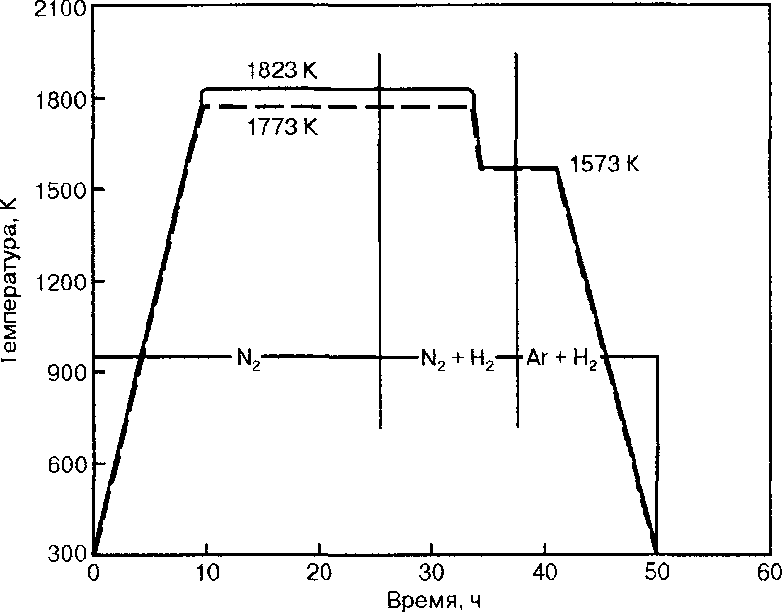 Температура, К
2100
1800
1500
1200
900
600
300
1823 К
1773 К
1573 К
N₂
N₂ + H₂
Ar + H₂
0 10 20 30 40 50 60
Время, ч